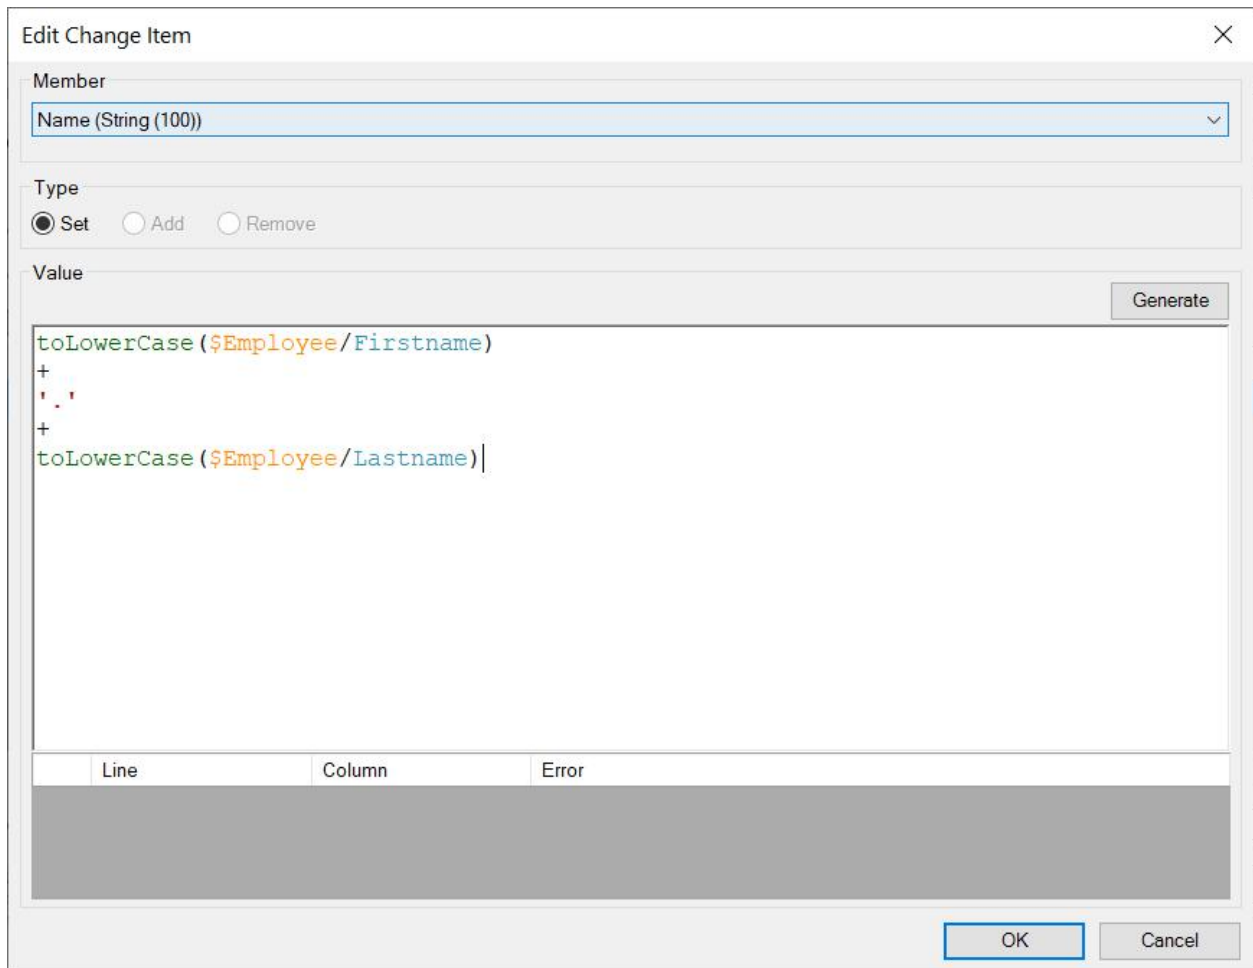 Edit Change Item
Member
Name (String (100))
Type
Set Add Remove
Value
Generate
toLowerCase($Employee/Firstname)
+
'.'
+
toLowerCase($Employee/Lastname)
Line Column Error
OK Cancel